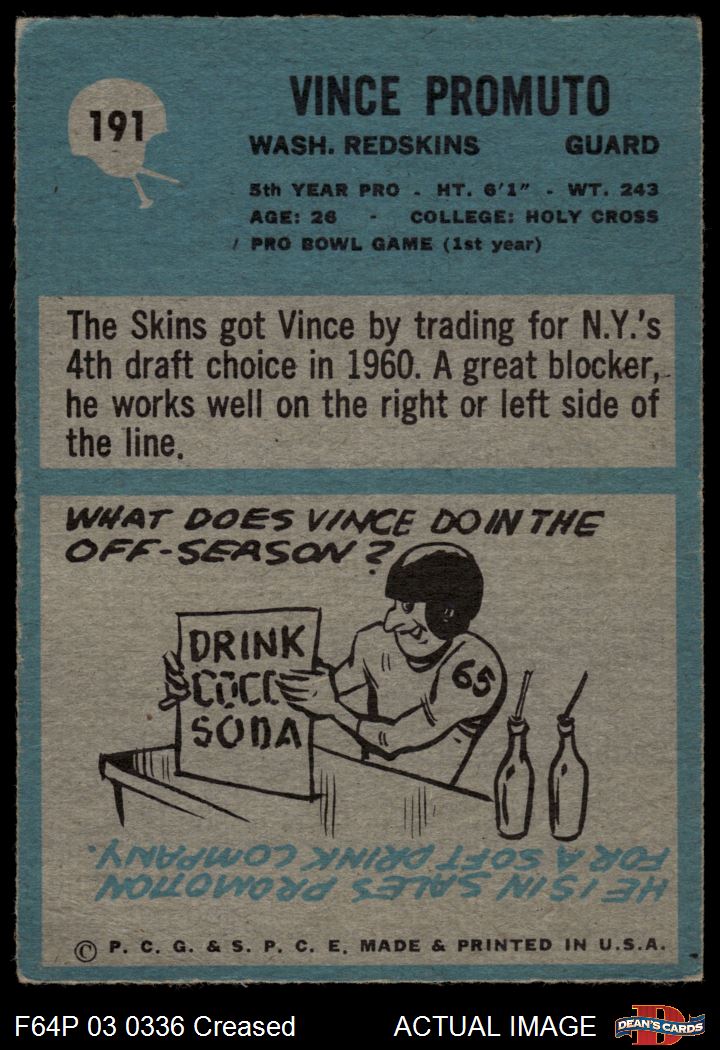 191
VINCE PROMUTO
WASH. REDSKINS GUARD
5th YEAR PRO - HT. 6'1" - WT. 243
AGE: 26 - COLLEGE: HOLY CROSS
PRO BOWL GAME (1st year)
The Skins got Vince by trading for N.Y.'s
4th draft choice in 1960. A great blocker,
he works well on the right or left side of
the line.
WHAT DOES VINCE DO IN THE
OFF-SEASON?
DRINK
COCO
SODA
65
HE IS IN SALES PROMOTION
FOR A SOFT DRINK COMPANY.
© P. C. G. & S. P. C. E. MADE & PRINTED IN U.S.A.
F64P 03 0336 Creased ACTUAL IMAGE
D
DEAN'S CARDS